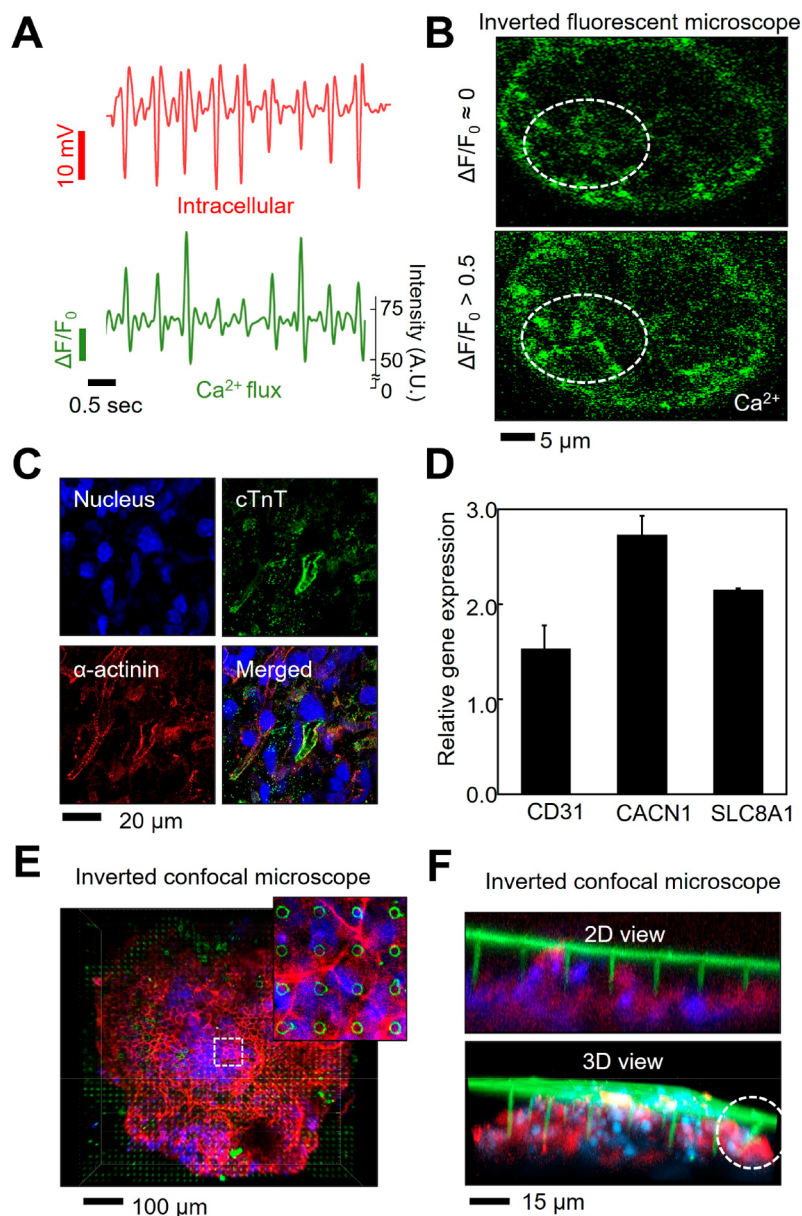 A
10 mV
Intracellular
ΔF/F₀
Intensity (A.U.)
75
50
0
0.5 sec
Ca²⁺ flux
B
Inverted fluorescent microscope
ΔF/F₀ ≈ 0
ΔF/F₀ > 0.5
Ca²⁺
5 μm
C
Nucleus
cTnT
α-actinin
Merged
20 μm
D
Relative gene expression
3.0
2.0
1.0
0.0
CD31
CACN1
SLC8A1
E
Inverted confocal microscope
100 μm
F
Inverted confocal microscope
2D view
3D view
15 μm